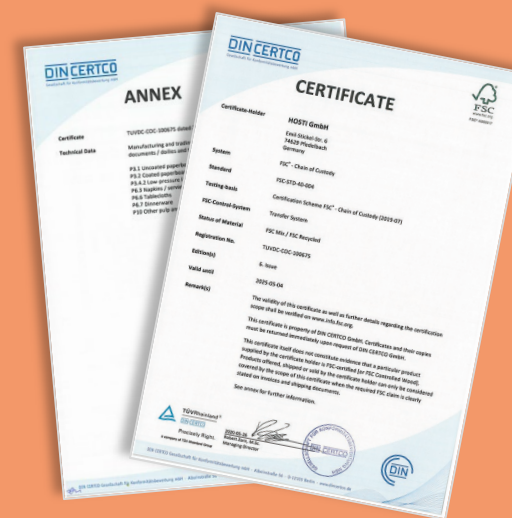 DIN CERTCO
ANNEX
Certificate
TUVDC-COC-100675 dated
Technical Data
Manufacturing and trading
documents / doilies and
P3.1 Uncoated paperbo
P3.2 Coated paperboar
P3.4.2 Low-pressure l
P6.3 Napkins / servie
P6.6 Tablecloths
P6.7 Dinnerware
P10 Other pulp an
DIN CERTCO
CERTIFICATE
FSC
Certificate-Holder
HOSTI GmbH
74629 Pfedelbach
Germany
System
FSC® - Chain of Custody
Standard
FSC-STD-40-004
Testing-basis
Certification Scheme FSC® - Chain of Custody (2019-07)
FSC-Control-System
Transfer System
Status of Material
FSC Mix / FSC Recycled
Registration No.
TUVDC-COC-100675
Edition(s)
6. Issue
Valid until
2025-05-04
Remark(s)
The validity of this certificate as well as further details regarding the certification
scope shall be verified on www.info.fsc.org.
This certificate is property of DIN CERTCO GmbH. Certificates and their copies
must be returned immediately upon request of DIN CERTCO GmbH.
This certificate itself does not constitute evidence that a particular product
supplied by the certificate holder is FSC-certified [or FSC Controlled Wood].
Products offered, shipped or sold by the certificate holder can only be considered
covered by the scope of this certificate when the required FSC claim is clearly
stated on invoices and shipping documents.
See annex for further information.
TÜVRheinland®
DIN CERTCO
Precisely Right.
Managing Director
DIN